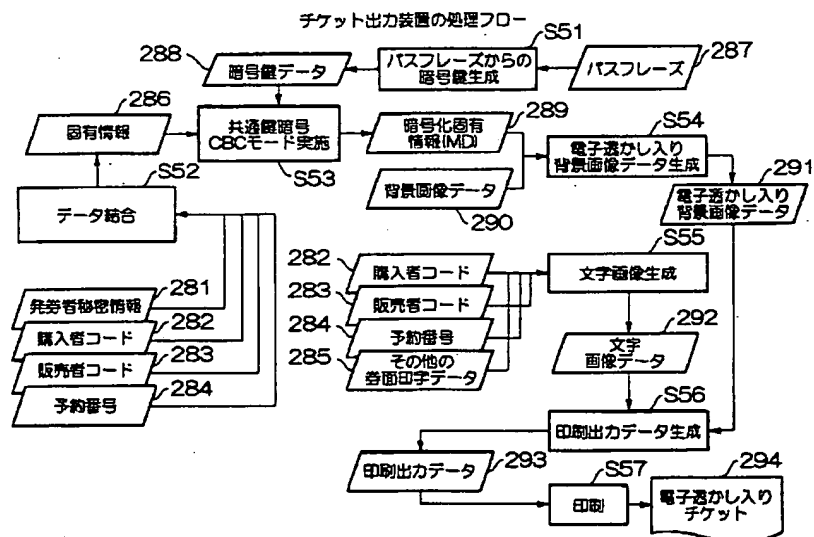 チケット出力装置の処理フロー
S51
288
暗号鍵データ
パスフレーズからの
暗号鍵生成
パスフレーズ
287
286
固有情報
共通鍵暗号
CBCモード実施
S53
289
暗号化固有
情報(MD)
S54
電子透かし入り
背景画像データ生成
291
電子透かし入り
背景画像データ
S52
データ結合
背景画像データ
290
S55
282
購入者コード
文字画像生成
283
販売者コード
284
予約番号
285
その他の
券面印字データ
292
文字
画像データ
281
発券者秘密情報
282
購入者コード
283
販売者コード
284
予約番号
S56
印刷出力データ生成
293
印刷出力データ
S57
印刷
294
電子透かし入り
チケット